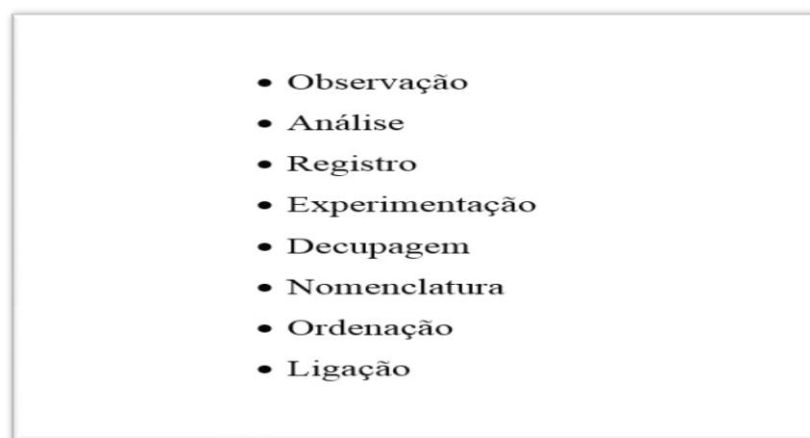 • Observação
• Análise
• Registro
• Experimentação
• Decupagem
• Nomenclatura
• Ordenação
• Ligação